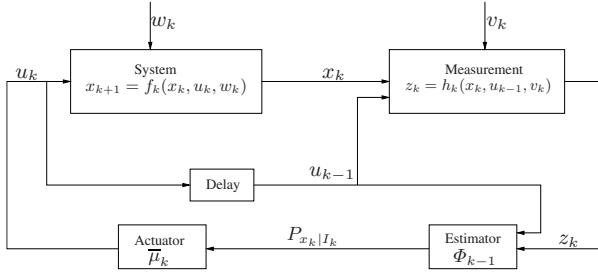 w_k
v_k
u_k
System
x_{k+1} = f_k(x_k, u_k, w_k)
x_k
Measurement
z_k = h_k(x_k, u_{k-1}, v_k)
Delay
u_{k-1}
Actuator
\overline{μ}_k
P_{x_k|I_k}
Estimator
Φ_{k-1}
z_k